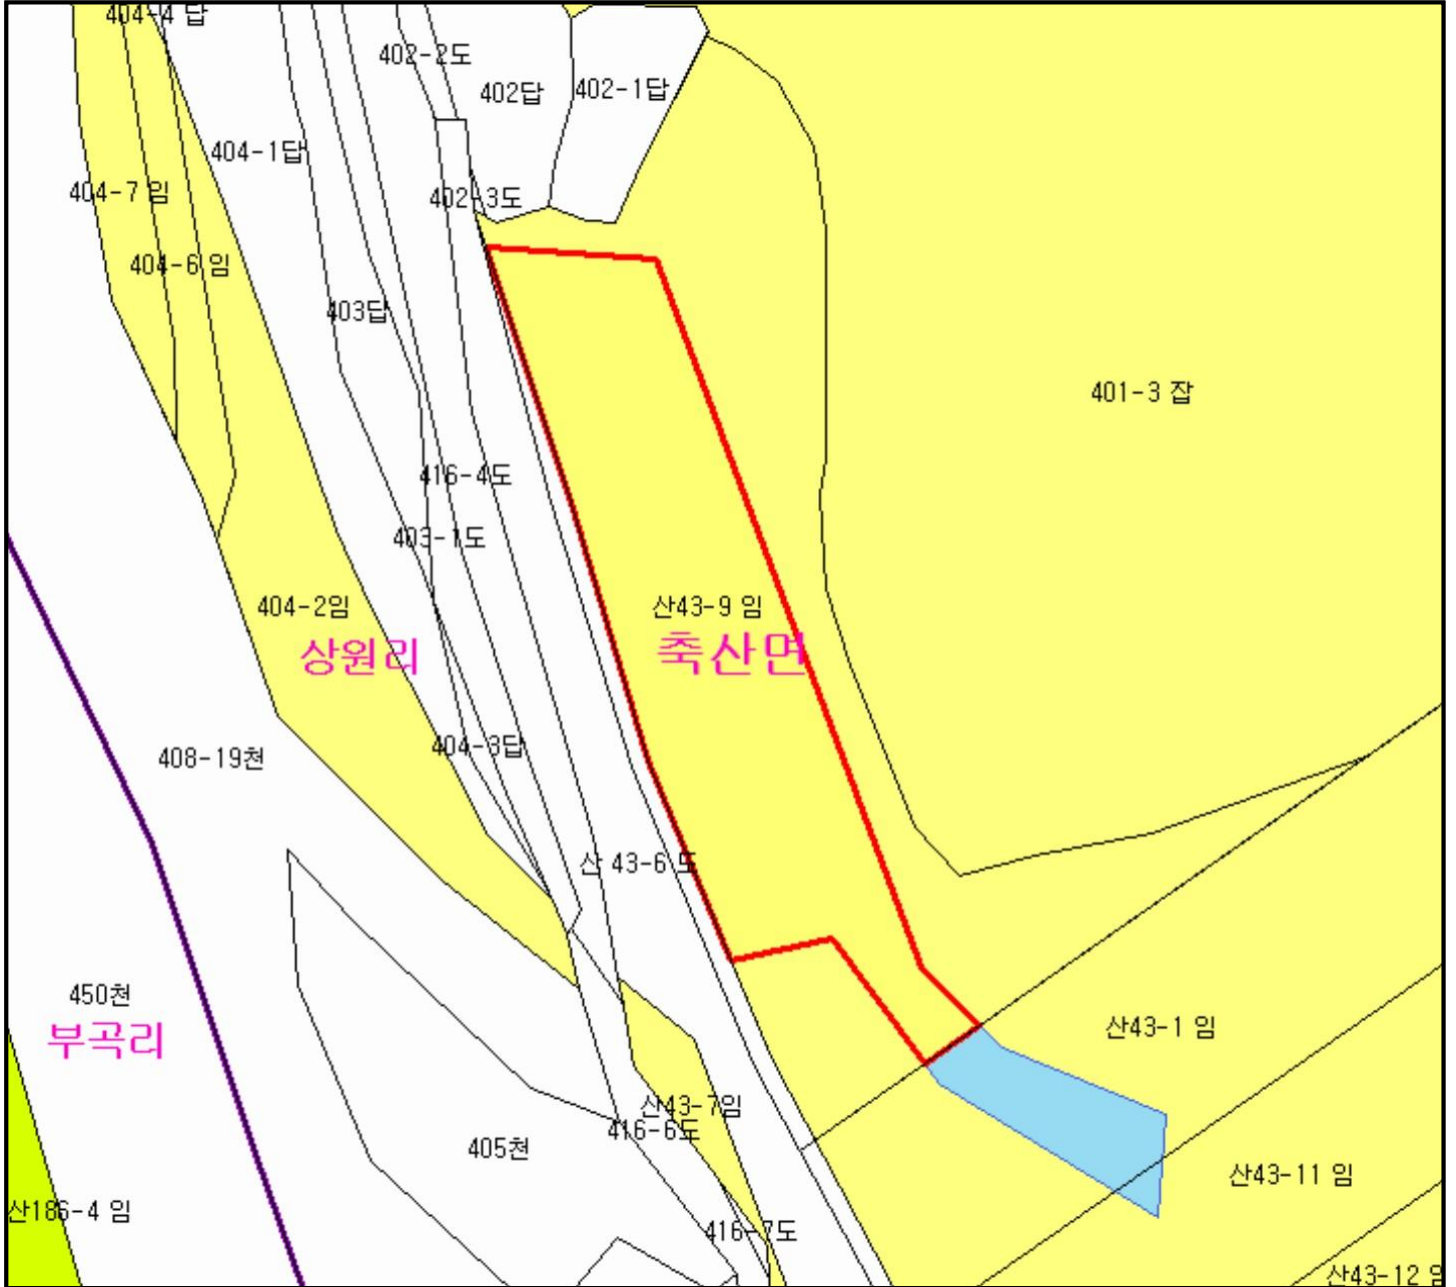 404-4 답
402-2도
402답
402-1답
404-1답
404-7 임
402-3도
404-6 임
403답
401-3 잡
416-4도
403-1도
404-2임
산43-9 임
상원리
축산면
404-3답
408-19천
산 43-6 도
450천
산43-1 임
부곡리
산43-7임
416-6도
405천
산43-11 임
산186-4 임
416-7도
산43-12 임